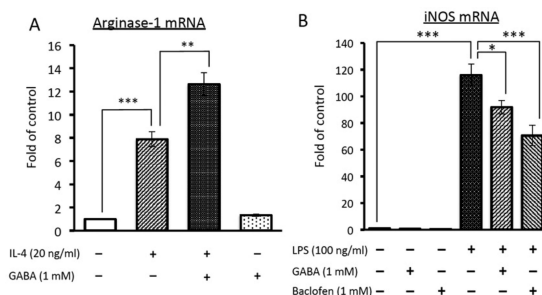 A
Arginase-1 mRNA
Fold of control
16
14
12
10
8
6
4
2
0
***
**
IL-4 (20 ng/ml) – + + –
GABA (1 mM) – – + +
B
iNOS mRNA
Fold of control
140
120
100
80
60
40
20
0
*** ***
*
LPS (100 ng/ml) – – – + + +
GABA (1 mM) – + – – + –
Baclofen (1 mM) – – + – – +